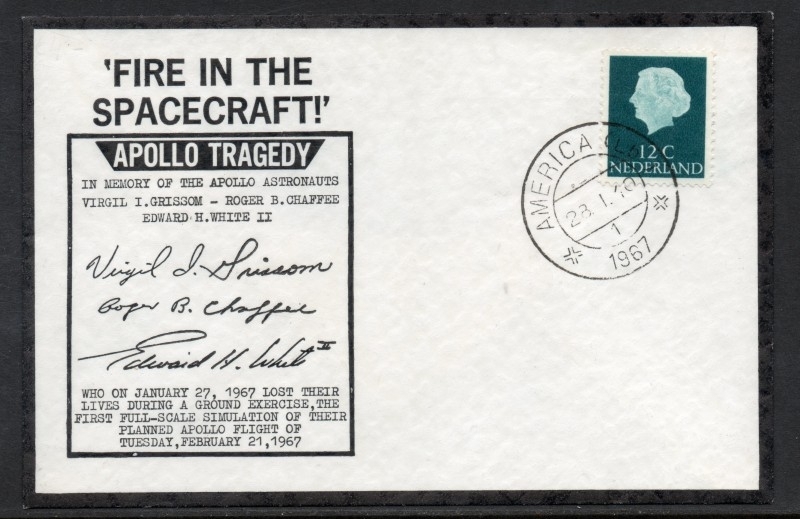 'FIRE IN THE
SPACECRAFT!'
APOLLO TRAGEDY
IN MEMORY OF THE APOLLO ASTRONAUTS
VIRGIL I.GRISSOM - ROGER B.CHAFFEE
EDWARD H.WHITE II
Virgil I. Grissom
Roger B. Chaffee
Edward H. White II
WHO ON JANUARY 27, 1967 LOST THEIR
LIVES DURING A GROUND EXERCISE,THE
FIRST FULL-SCALE SIMULATION OF THEIR
PLANNED APOLLO FLIGHT OF
TUESDAY,FEBRUARY 21,1967
12 C
NEDERLAND
AMERICA
28.1.
1
1967